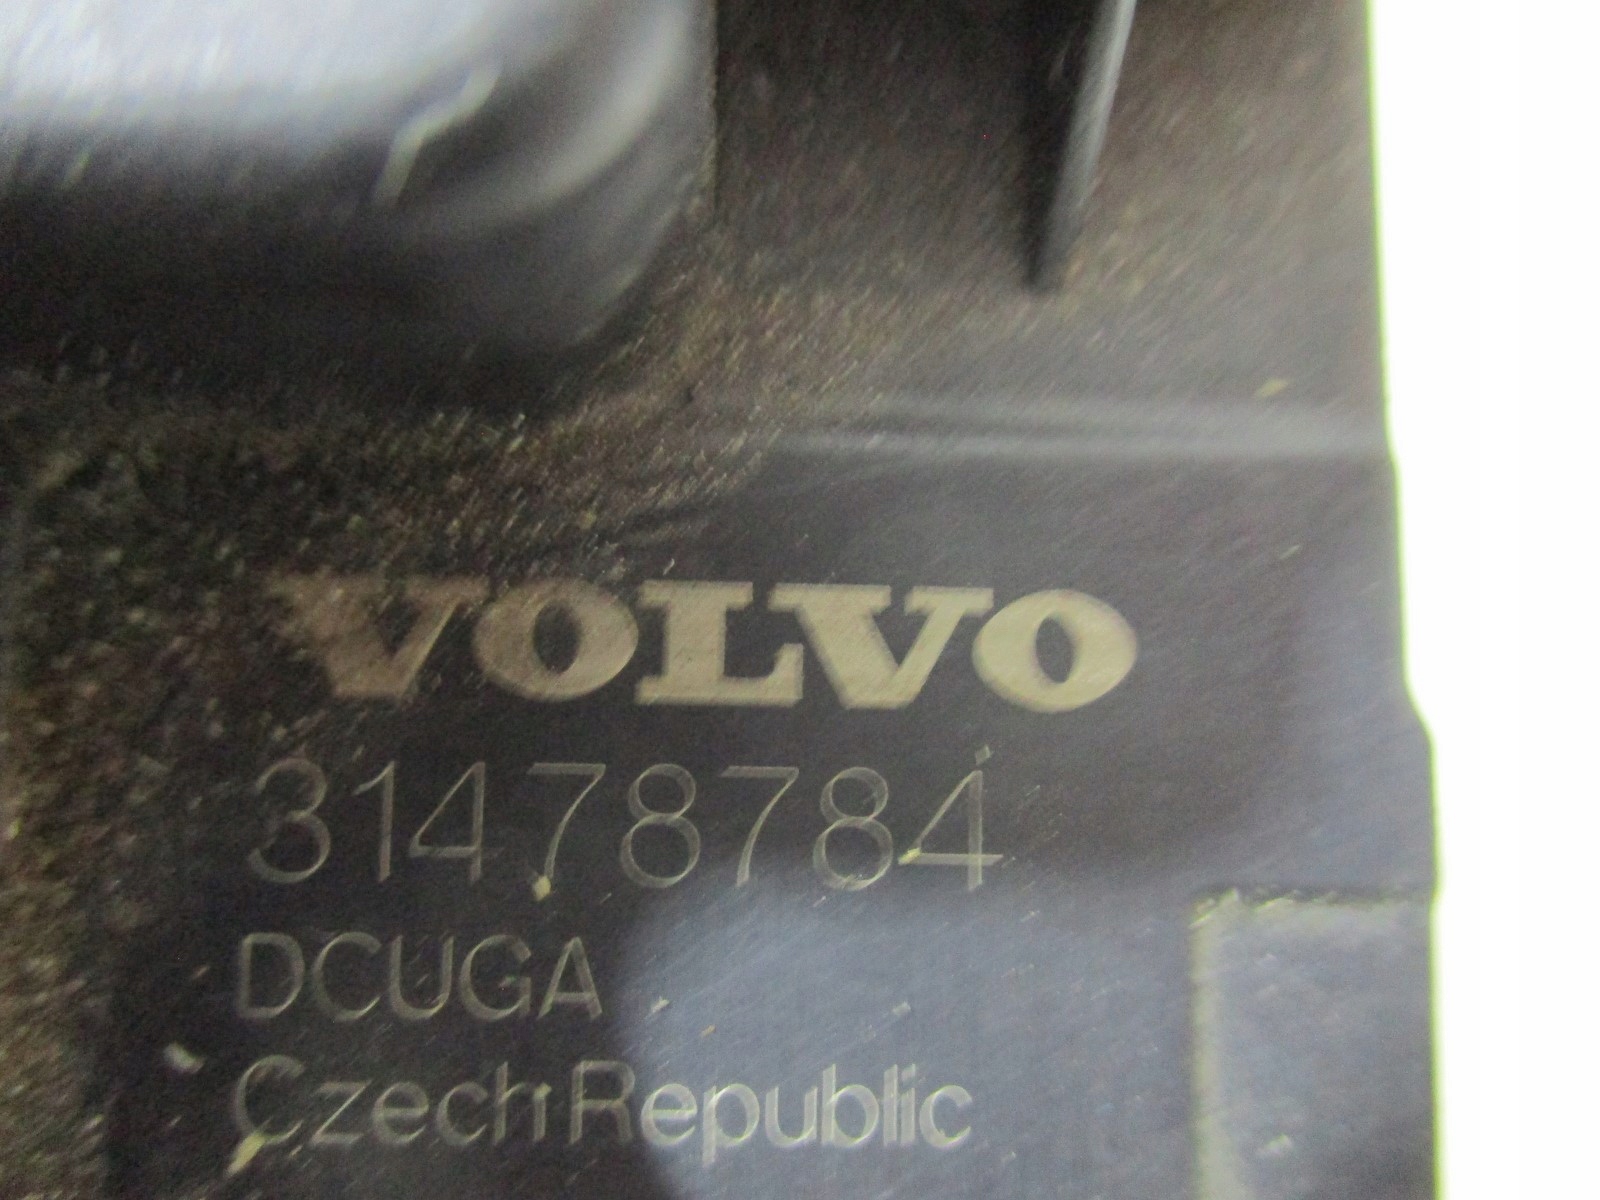 VOLVO
31478784
DCUGA
Czech Republic